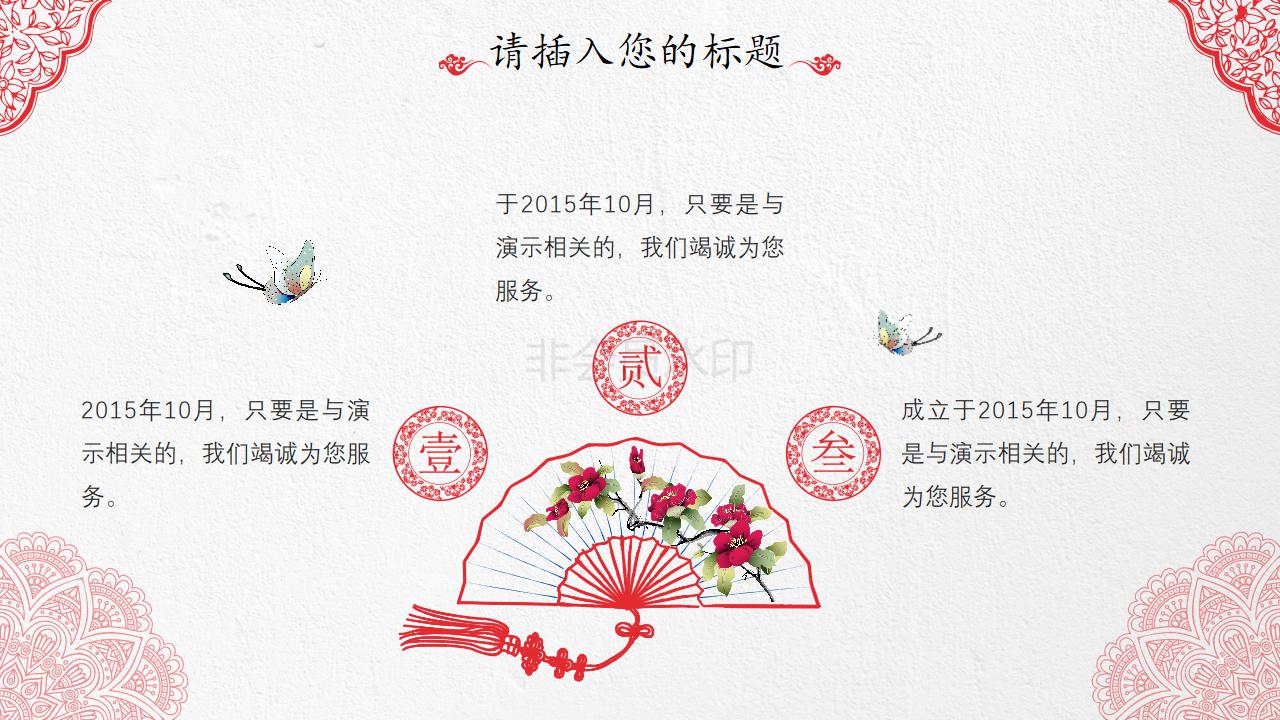 请插入您的标题
于2015年10月，只要是与
演示相关的，我们竭诚为您
服务。
非会员水印
贰
2015年10月，只要是与演
示相关的，我们竭诚为您服
务。
壹
叁
成立于2015年10月，只要
是与演示相关的，我们竭诚
为您服务。